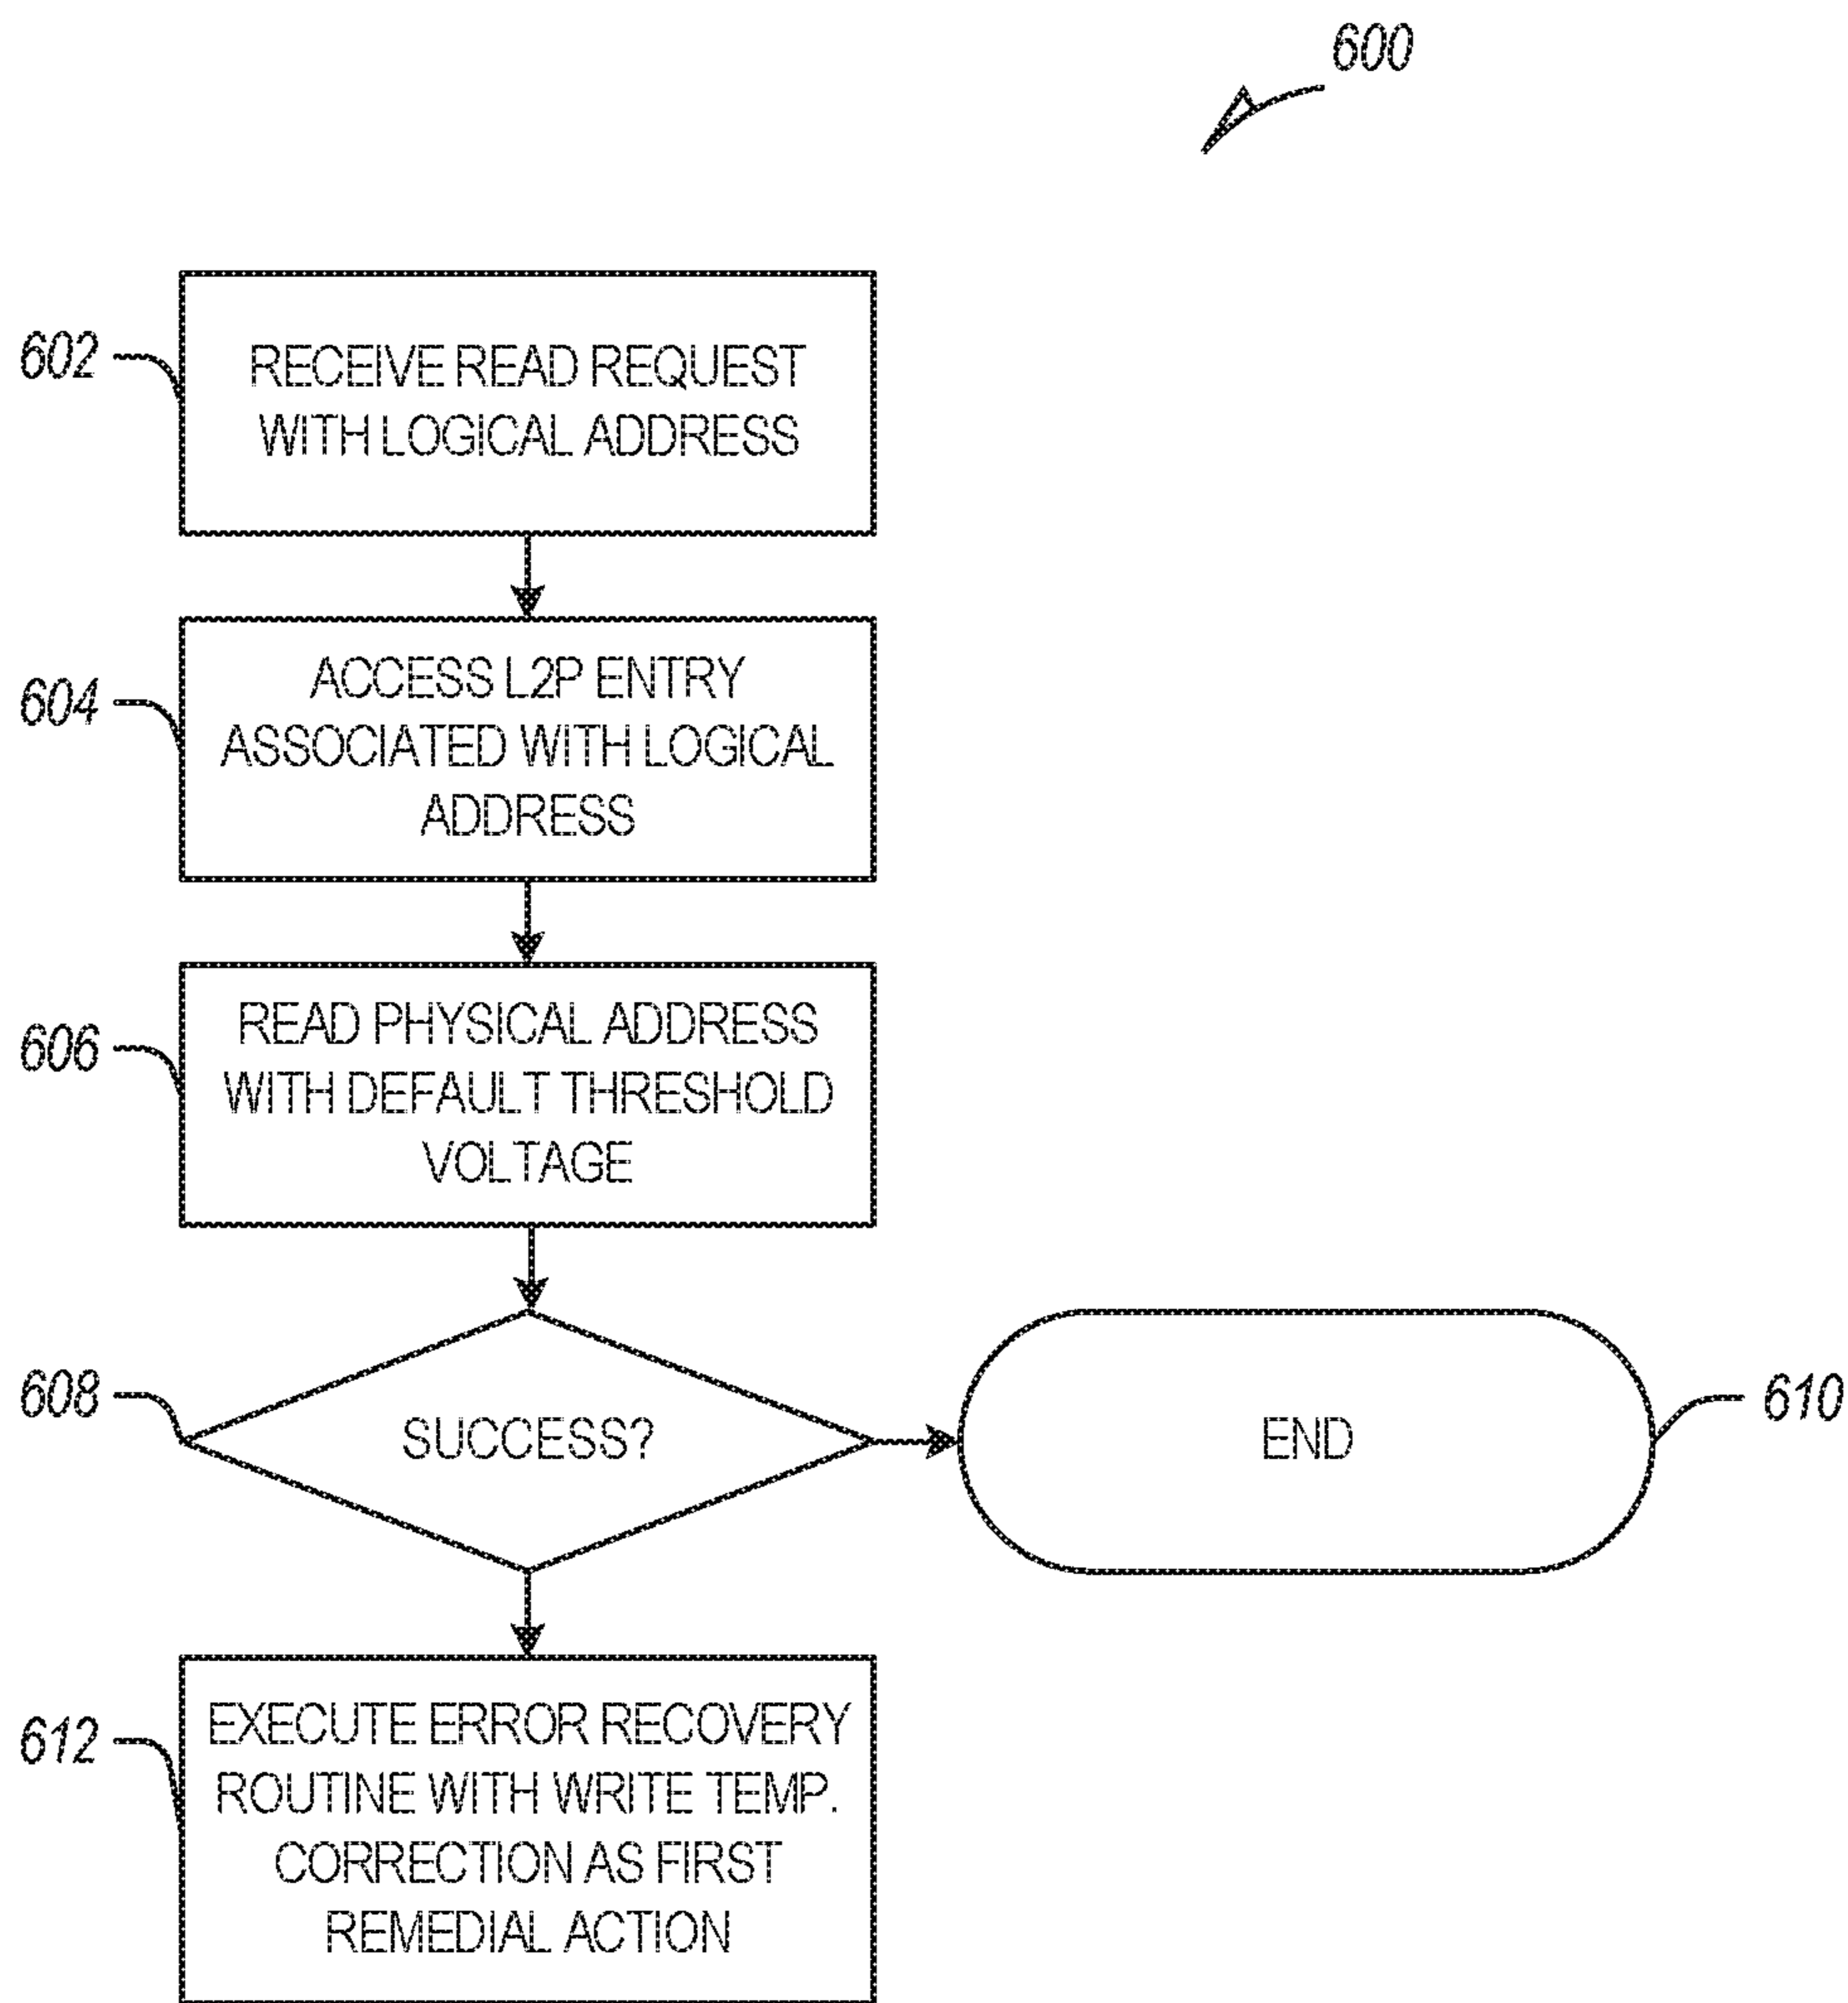 600
602
RECEIVE READ REQUEST
WITH LOGICAL ADDRESS
604
ACCESS L2P ENTRY
ASSOCIATED WITH LOGICAL
ADDRESS
606
READ PHYSICAL ADDRESS
WITH DEFAULT THRESHOLD
VOLTAGE
608
SUCCESS?
END
610
612
EXECUTE ERROR RECOVERY
ROUTINE WITH WRITE TEMP.
CORRECTION AS FIRST
REMEDIAL ACTION